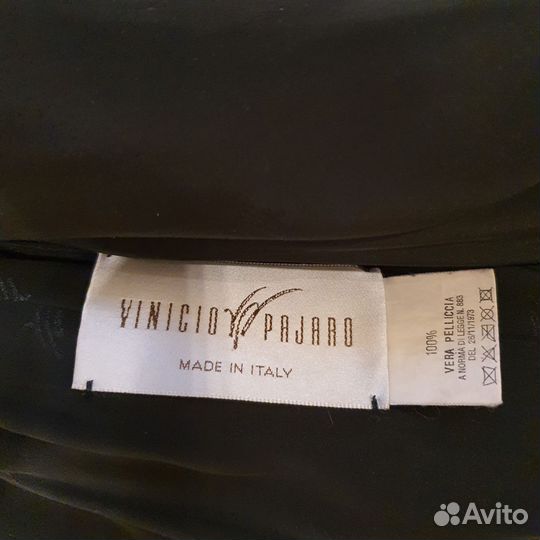 VINICIO PAJARO
MADE IN ITALY
100%
VERA PELLICCIA
A NORMA DI LEGGE N. 883
DEL 26/11/1973
Avito